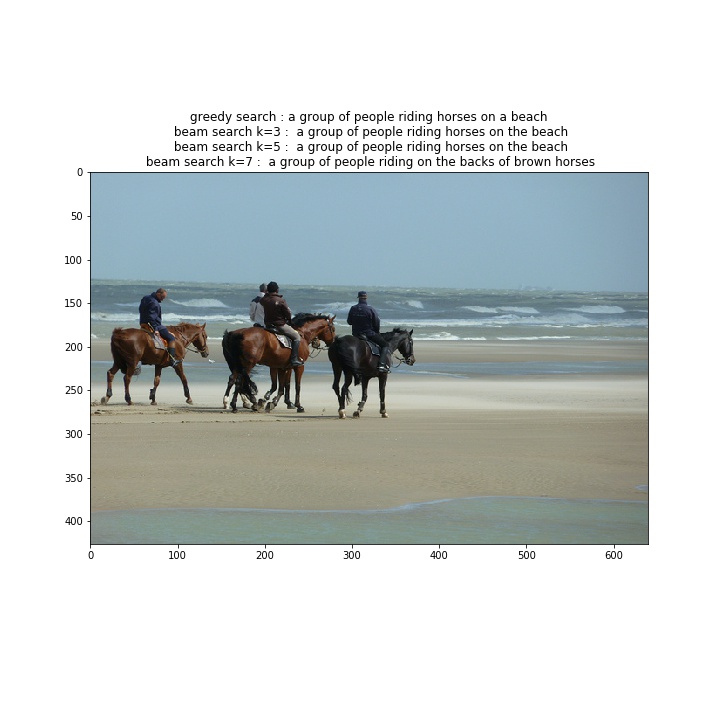 greedy search : a group of people riding horses on a beach
beam search k=3 :  a group of people riding horses on the beach
beam search k=5 :  a group of people riding horses on the beach
beam search k=7 :  a group of people riding on the backs of brown horses
0
50
100
150
200
250
300
350
400
0 100 200 300 400 500 600